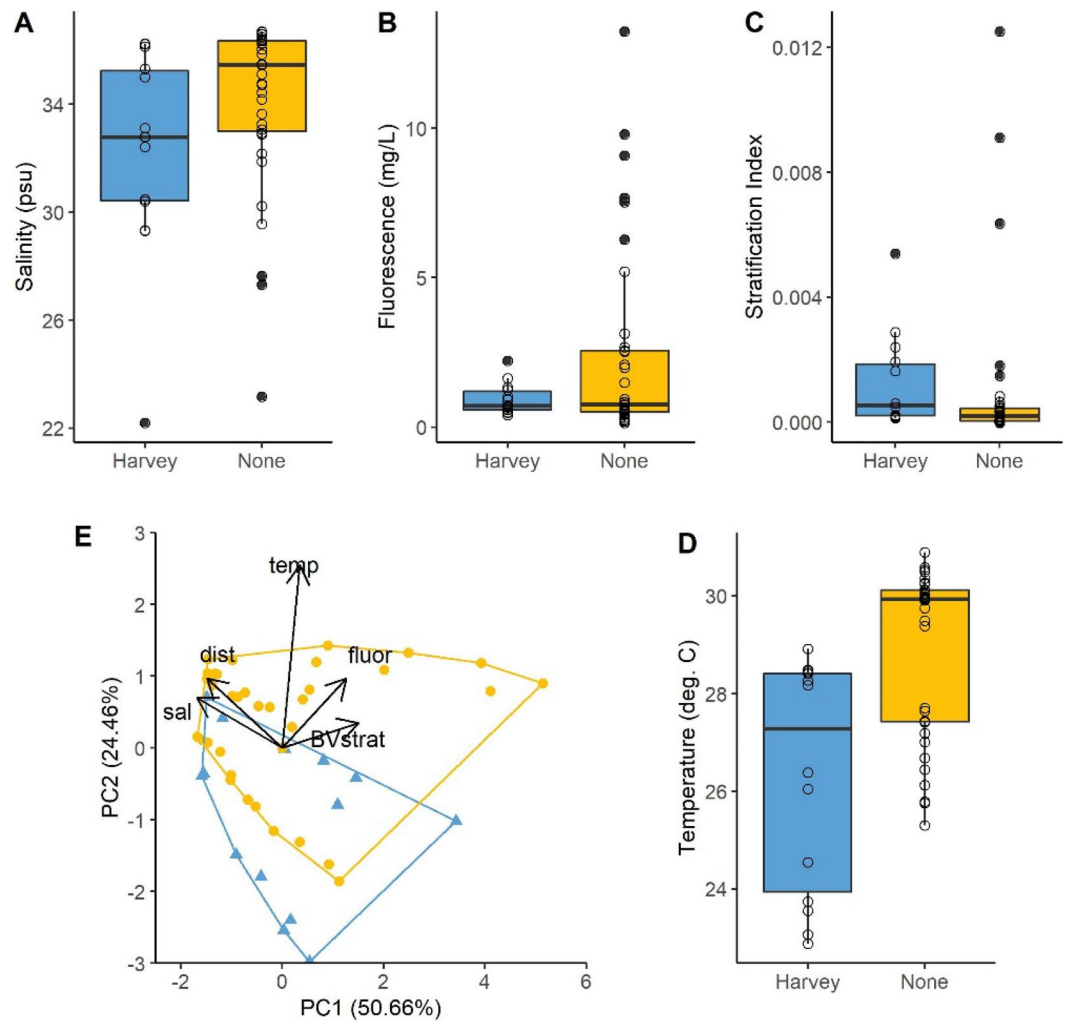 A
Salinity (psu)
34
30
26
22
Harvey None
B
Fluorescence (mg/L)
10
5
0
Harvey None
C
Stratification Index
0.012
0.008
0.004
0.000
Harvey None
E
PC2 (24.46%)
3
2
1
0
-1
-2
-3
temp
dist
fluor
sal
BVstrat
-2 0 2 4 6
PC1 (50.66%)
D
Temperature (deg. C)
30
28
26
24
Harvey None